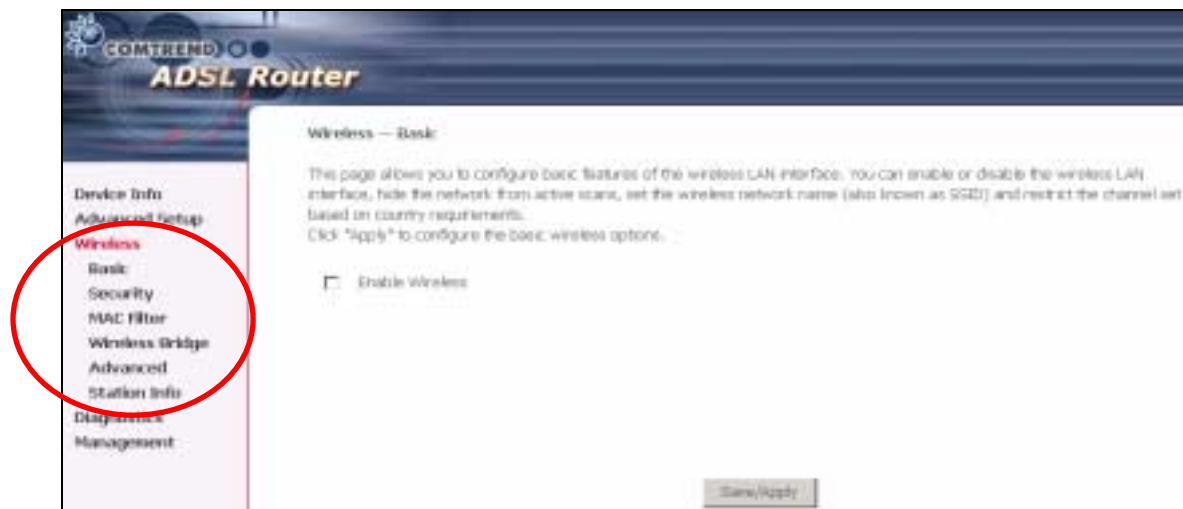 COMTREND
ADSL Router
Device Info
Advanced Setup
Wireless
Basic
Security
MAC Filter
Wireless Bridge
Advanced
Station Info
Diagnostics
Management
Wireless -- Basic
This page allows you to configure basic features of the wireless LAN interface. You can enable or disable the wireless LAN
interface, hide the network from active scans, set the wireless network name (also known as SSID) and restrict the channel set
based on country requirements.
Click "Apply" to configure the basic wireless options.
Enable Wireless
Save/Apply